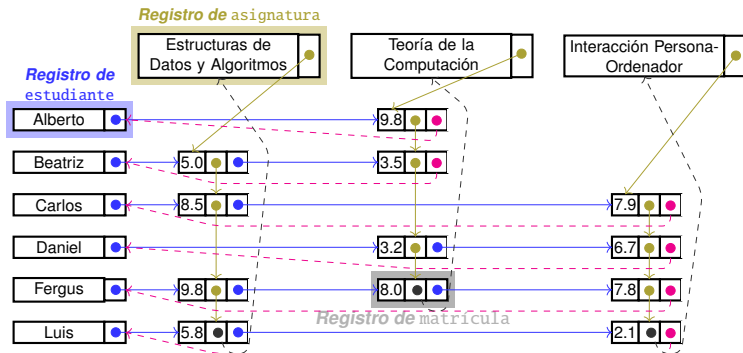 Registro de asignatura
Estructuras de
Datos y Algoritmos
Teoría de la
Computación
Interacción Persona-
Ordenador
Registro de
estudiante
Alberto
9.8
Beatriz
5.0
3.5
Carlos
8.5
7.9
Daniel
3.2
6.7
Fergus
9.8
8.0
7.8
Registro de matrícula
Luis
5.8
2.1